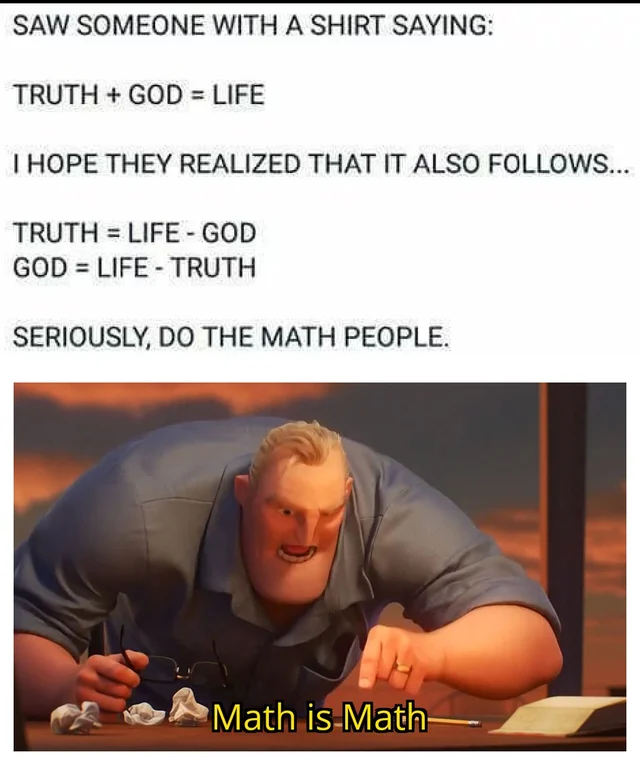 SAW SOMEONE WITH A SHIRT SAYING:
TRUTH + GOD = LIFE
I HOPE THEY REALIZED THAT IT ALSO FOLLOWS...
TRUTH = LIFE - GOD
GOD = LIFE - TRUTH
SERIOUSLY, DO THE MATH PEOPLE.
Math is Math